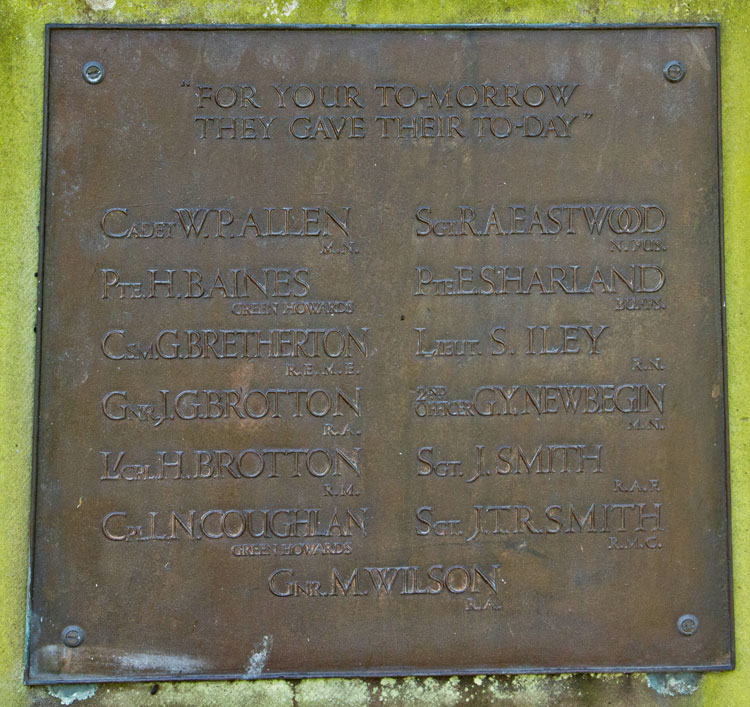 "FOR YOUR TO-MORROW
THEY GAVE THEIR TO-DAY"
CADET W.P. ALLEN
M.N.
PTE. H. BAINES
GREEN HOWARDS
C.S.M. G. BRETHERTON
R.E.M.E.
GNR. J.G. BROTTON
R.A.
L/CPL. H. BROTTON
R.M.
CPL. L.N. COUGHLAN
GREEN HOWARDS
SGT. R.A. EASTWOOD
N. FUS.
PTE. E. SHARLAND
BUFFS.
LIEUT. S. ILEY
R.N.
2ND OFFICER G.Y. NEWBEGIN
M.N.
SGT. J. SMITH
R.A.F.
SGT. J.T.R. SMITH
GNR. M. WILSON
R.A.